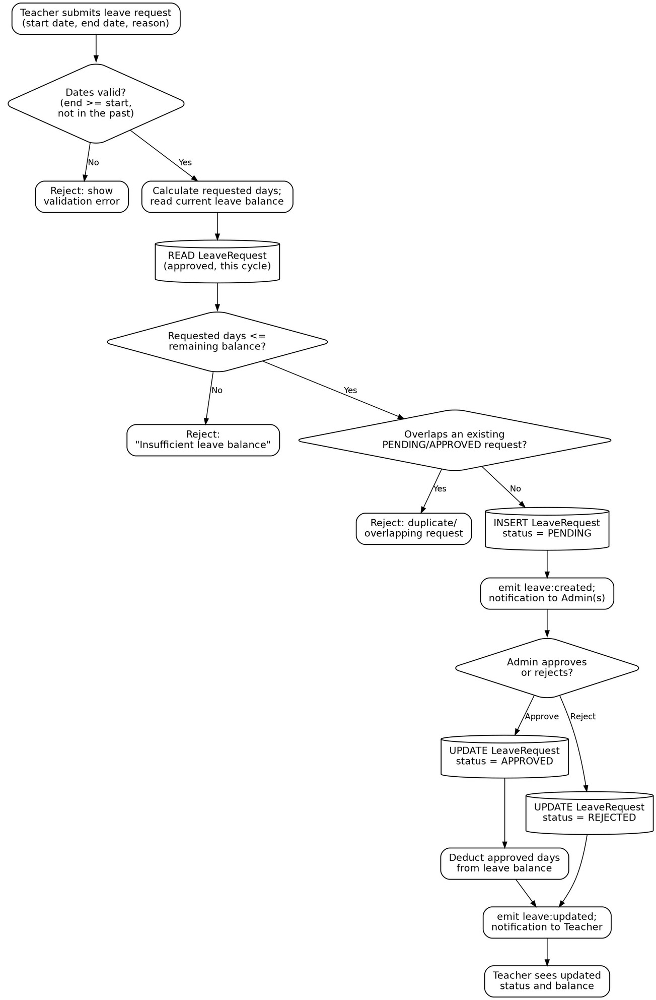 Teacher submits leave request
(start date, end date, reason)
Dates valid?
(end >= start,
not in the past)
No
Yes
Reject: show
validation error
Calculate requested days;
read current leave balance
READ LeaveRequest
(approved, this cycle)
Requested days <=
remaining balance?
No
Yes
Reject:
"Insufficient leave balance"
Overlaps an existing
PENDING/APPROVED request?
Yes
No
Reject: duplicate/
overlapping request
INSERT LeaveRequest
status = PENDING
emit leave:created;
notification to Admin(s)
Admin approves
or rejects?
Approve
Reject
UPDATE LeaveRequest
status = APPROVED
UPDATE LeaveRequest
status = REJECTED
Deduct approved days
from leave balance
emit leave:updated;
notification to Teacher
Teacher sees updated
status and balance